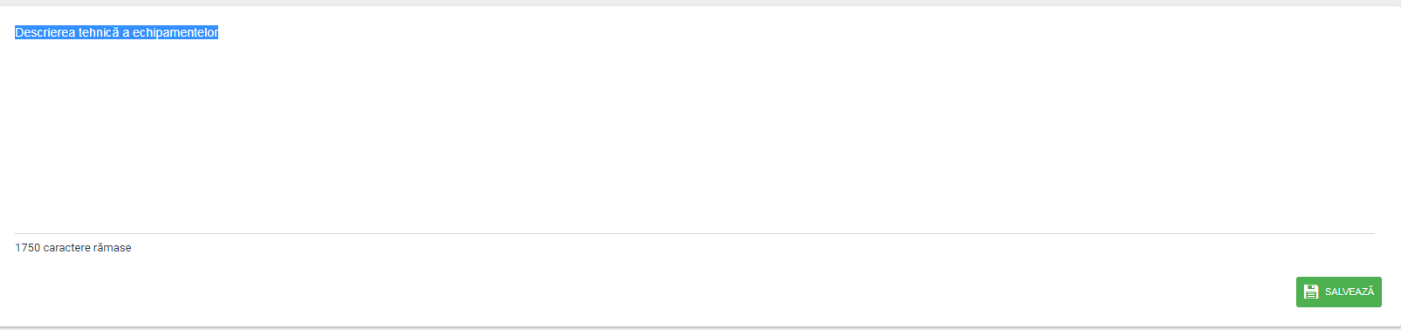 Descrierea tehnică a echipamentelor
1750 caractere rămase
SALVEAZĂ